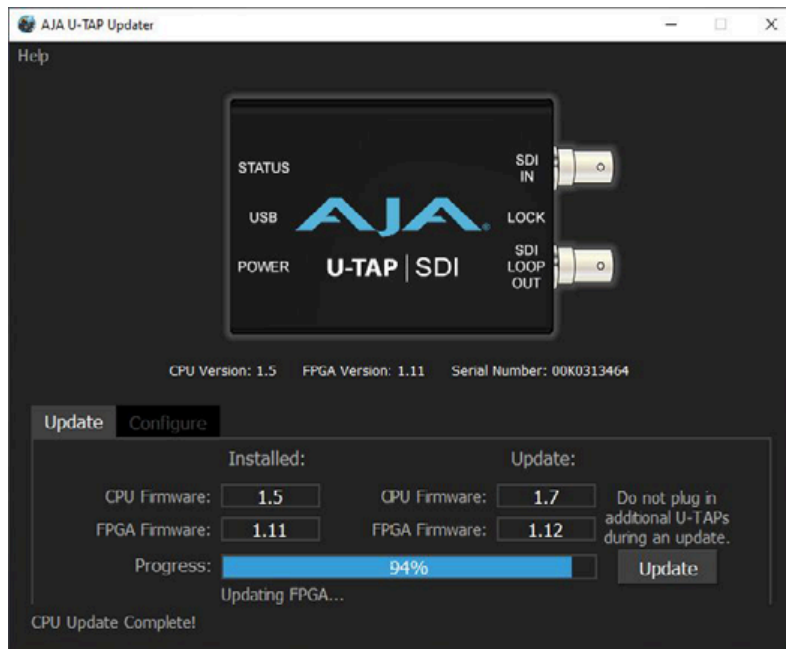 AJA U-TAP Updater
Help
STATUS
SDI
IN
USB
AJA
LOCK
POWER
U-TAP | SDI
SDI
LOOP
OUT
CPU Version: 1.5 FPGA Version: 1.11 Serial Number: 00K0313464
Update Configure
Installed: Update:
CPU Firmware: 1.5 CPU Firmware: 1.7
FPGA Firmware: 1.11 FPGA Firmware: 1.12
Do not plug in
additional U-TAPs
during an update.
Progress: 94% Update
Updating FPGA...
CPU Update Complete!